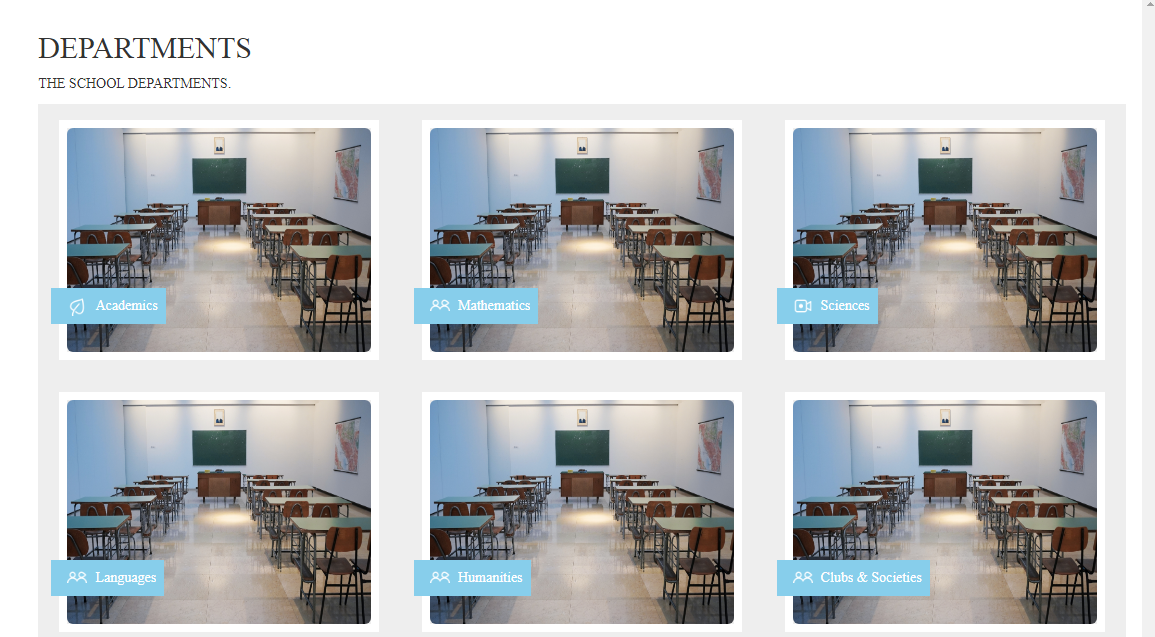 DEPARTMENTS
THE SCHOOL DEPARTMENTS.
Academics
Mathematics
Sciences
Languages
Humanities
Clubs & Societies